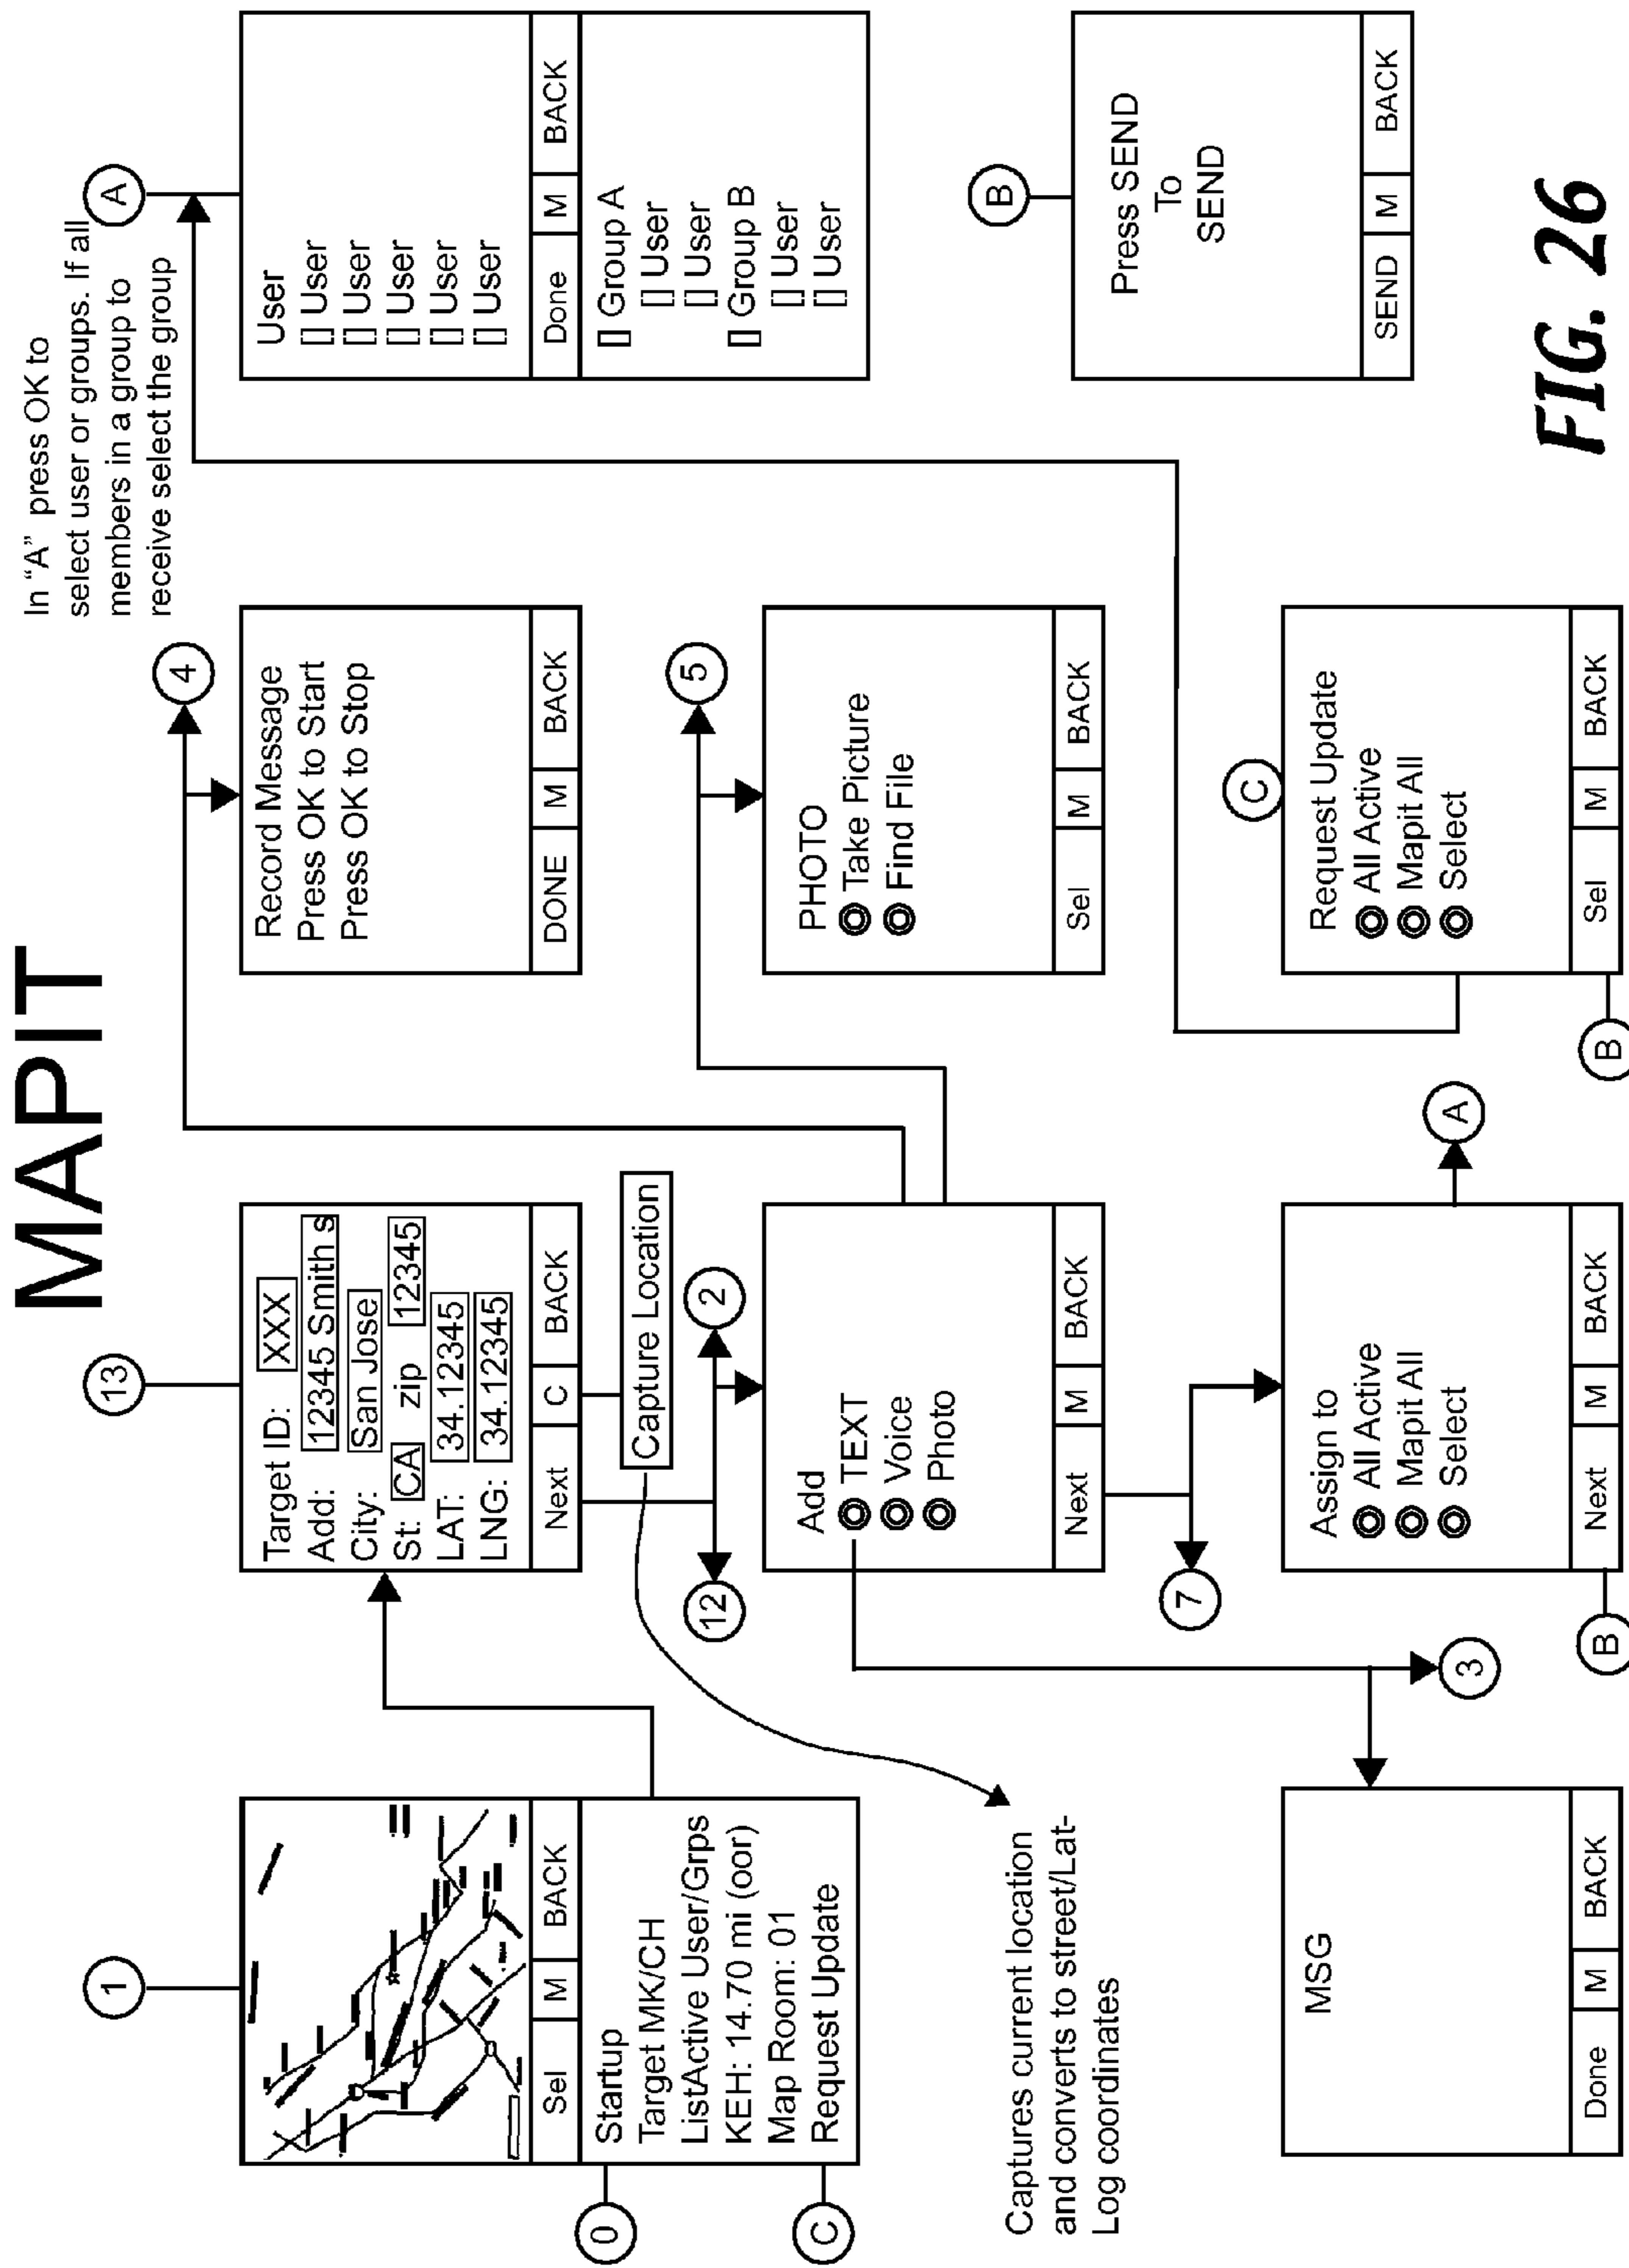 MAPIT
1
Sel M BACK
Startup
Target MK/CH
ListActive User/Grps
KEH: 14.70 mi (oor)
Map Room: 01
Request Update
0
C
Captures current location
and converts to street/Lat-
Log coordinates
MSG
Done M BACK
13
Target ID: XXX
Add: 12345 Smith s
City: San Jose
St: CA zip 12345
LAT: 34.12345
LNG: 34.12345
Next C BACK
Capture Location
12
2
Add
TEXT
Voice
Photo
Next M BACK
7
3
Assign to
All Active
Mapit All
Select
Next M BACK
B
A
4
Record Message
Press OK to Start
Press OK to Stop
DONE M BACK
5
PHOTO
Take Picture
Find File
Sel M BACK
C
Request Update
All Active
Mapit All
Select
Sel M BACK
B
In “A” press OK to
select user or groups. If all
members in a group to
receive select the group
A
User
[] User
[] User
[] User
[] User
[] User
Done M BACK
[] Group A
[] User
[] User
[] Group B
[] User
[] User
B
Press SEND
To
SEND
SEND M BACK
FIG. 26